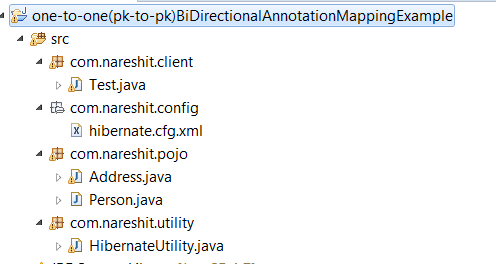 one-to-one(pk-to-pk)BiDirectionalAnnotationMappingExample
src
com.nareshit.client
Test.java
com.nareshit.config
hibernate.cfg.xml
com.nareshit.pojo
Address.java
Person.java
com.nareshit.utility
HibernateUtility.java